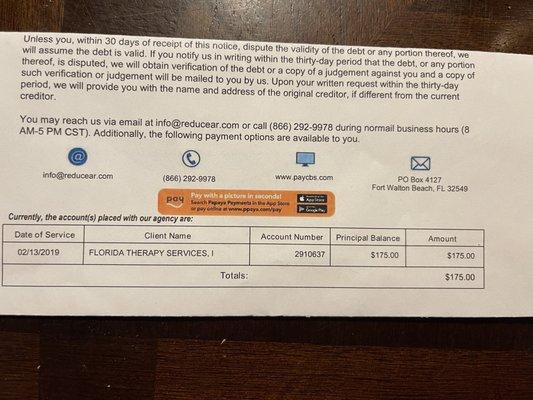 Unless you, within 30 days of receipt of this notice, dispute the validity of the debt or any portion thereof, we
will assume the debt is valid. If you notify us in writing within the thirty-day period that the debt, or any portion
thereof, is disputed, we will obtain verification of the debt or a copy of a judgement against you and a copy of
such verification or judgement will be mailed to you by us. Upon your written request within the thirty-day
period, we will provide you with the name and address of the original creditor, if different from the current
creditor.
You may reach us via email at info@reducear.com or call (866) 292-9978 during normail business hours (8
AM-5 PM CST). Additionally, the following payment options are available to you.
@
info@reducear.com
(866) 292-9978
www.paycbs.com
PO Box 4127
Fort Walton Beach, FL 32549
pay
Pay with a picture in seconds!
Search Papaya Payments in the App Store
or pay online at www.ppaya.com/pay
App Store
Google Play
Currently, the account(s) placed with our agency are:
Date of Service Client Name Account Number Principal Balance Amount
02/13/2019 FLORIDA THERAPY SERVICES, I 2910637 $175.00 $175.00
Totals: $175.00